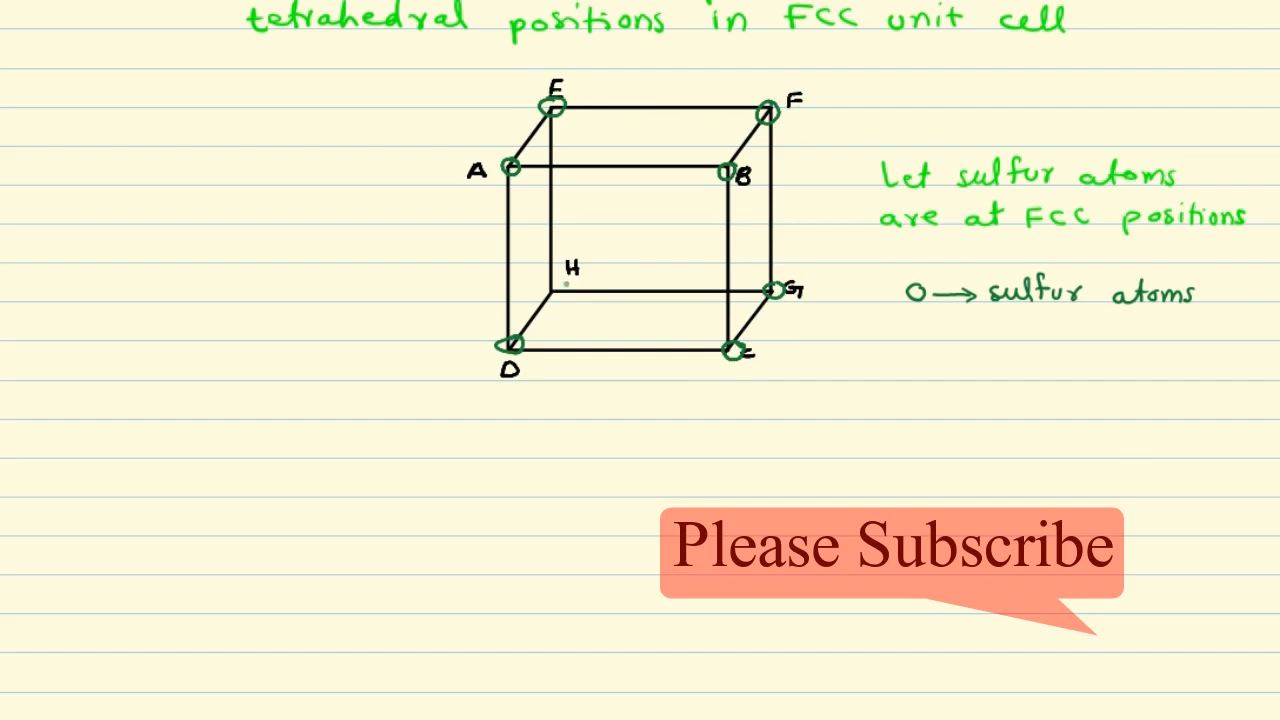 tetrahedral positions in FCC unit cell
E
F
A
B
Let sulfur atoms
are at FCC positions
H
G
O → sulfur atoms
C
D
Please Subscribe